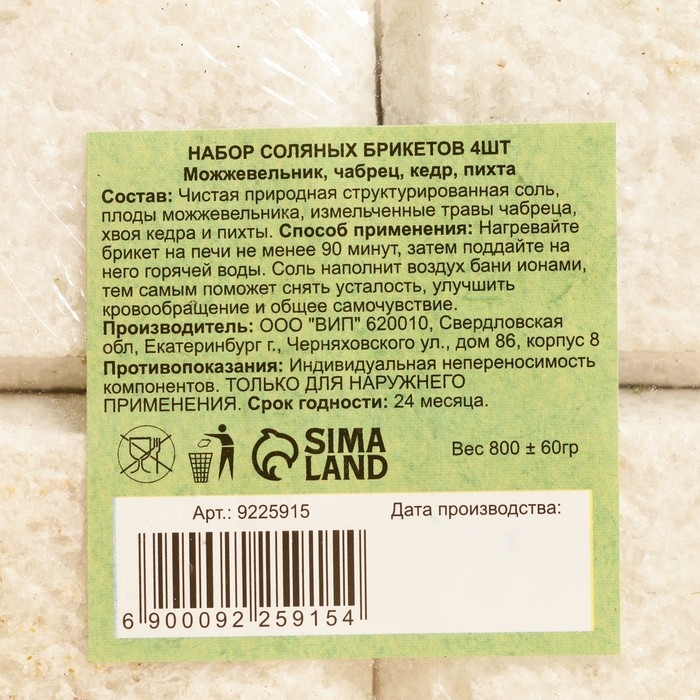 НАБОР СОЛЯНЫХ БРИКЕТОВ 4ШТ
Можжевельник, чабрец, кедр, пихта
Состав: Чистая природная структурированная соль,
плоды можжевельника, измельченные травы чабреца,
хвоя кедра и пихты. Способ применения: Нагревайте
брикет на печи не менее 90 минут, затем поддайте на
него горячей воды. Соль наполнит воздух бани ионами,
тем самым поможет снять усталость, улучшить
кровообращение и общее самочувствие.
Производитель: ООО "ВИП" 620010, Свердловская
обл, Екатеринбург г., Черняховского ул., дом 86, корпус 8
Противопоказания: Индивидуальная непереносимость
компонентов. ТОЛЬКО ДЛЯ НАРУЖНЕГО
ПРИМЕНЕНИЯ. Срок годности: 24 месяца.
SIMA
LAND
Вес 800 ± 60гр
Арт.: 9225915
Дата производства:
6 900092 259154